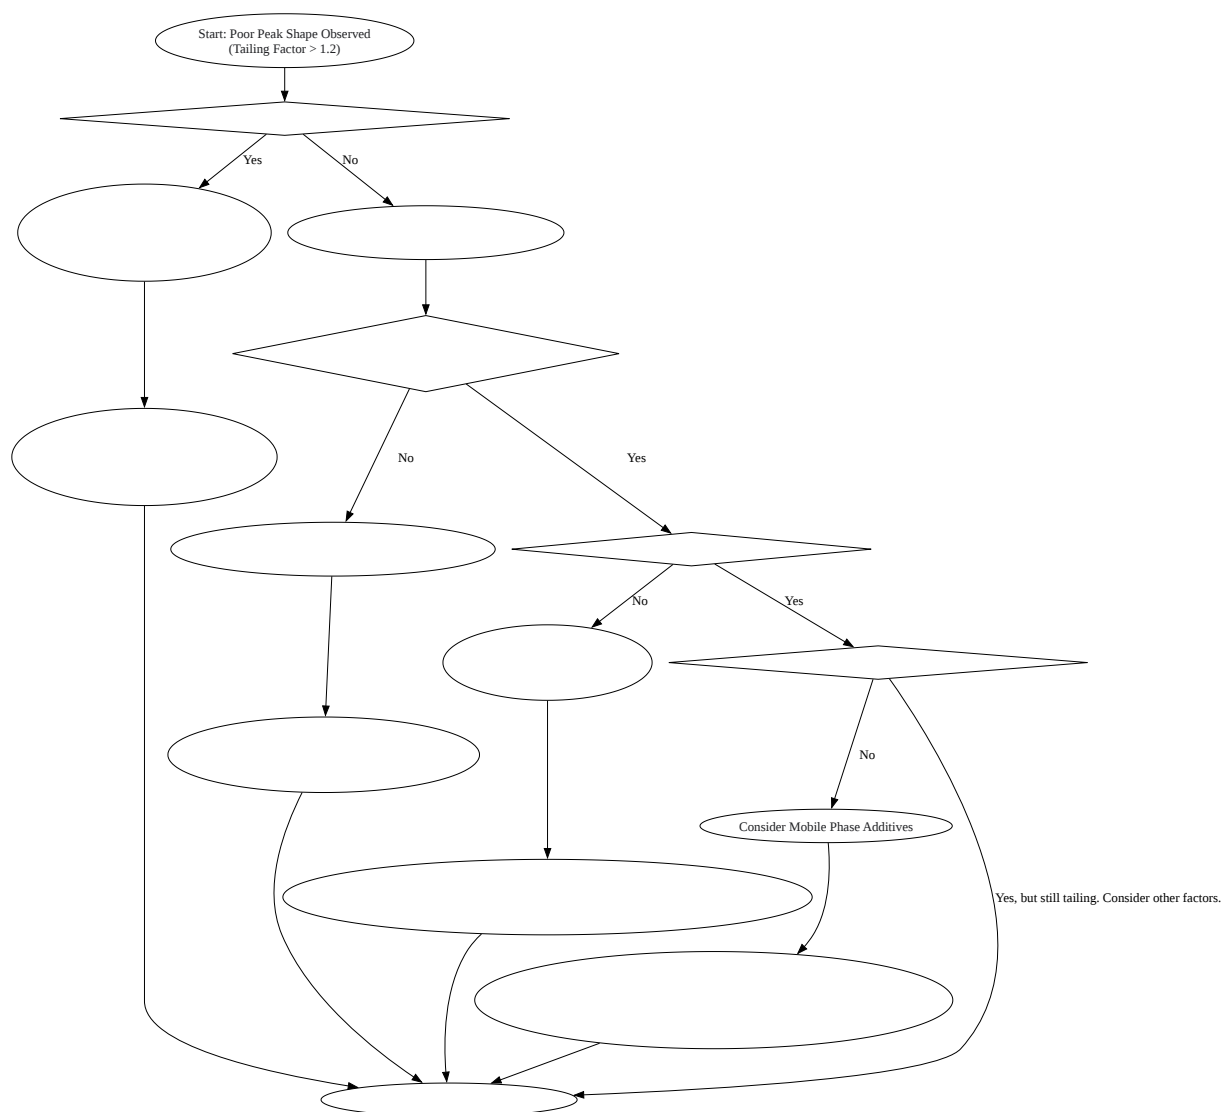 Start: Poor Peak Shape Observed
(Tailing Factor > 1.2)
Yes
No
No
Yes
No
Yes
No
Consider Mobile Phase Additives
Yes, but still tailing. Consider other factors.